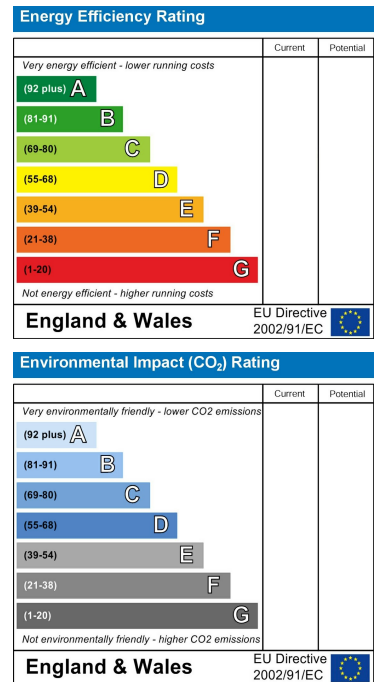 Energy Efficiency Rating
Current Potential
Very energy efficient - lower running costs
(92 plus) A
(81-91) B
(69-80) C
(55-68) D
(39-54) E
(21-38) F
(1-20) G
Not energy efficient - higher running costs
England & Wales
EU Directive
2002/91/EC
Environmental Impact (CO₂) Rating
Current Potential
Very environmentally friendly - lower CO2 emissions
(92 plus) A
(81-91) B
(69-80) C
(55-68) D
(39-54) E
(21-38) F
(1-20) G
Not environmentally friendly - higher CO2 emissions
England & Wales
EU Directive
2002/91/EC